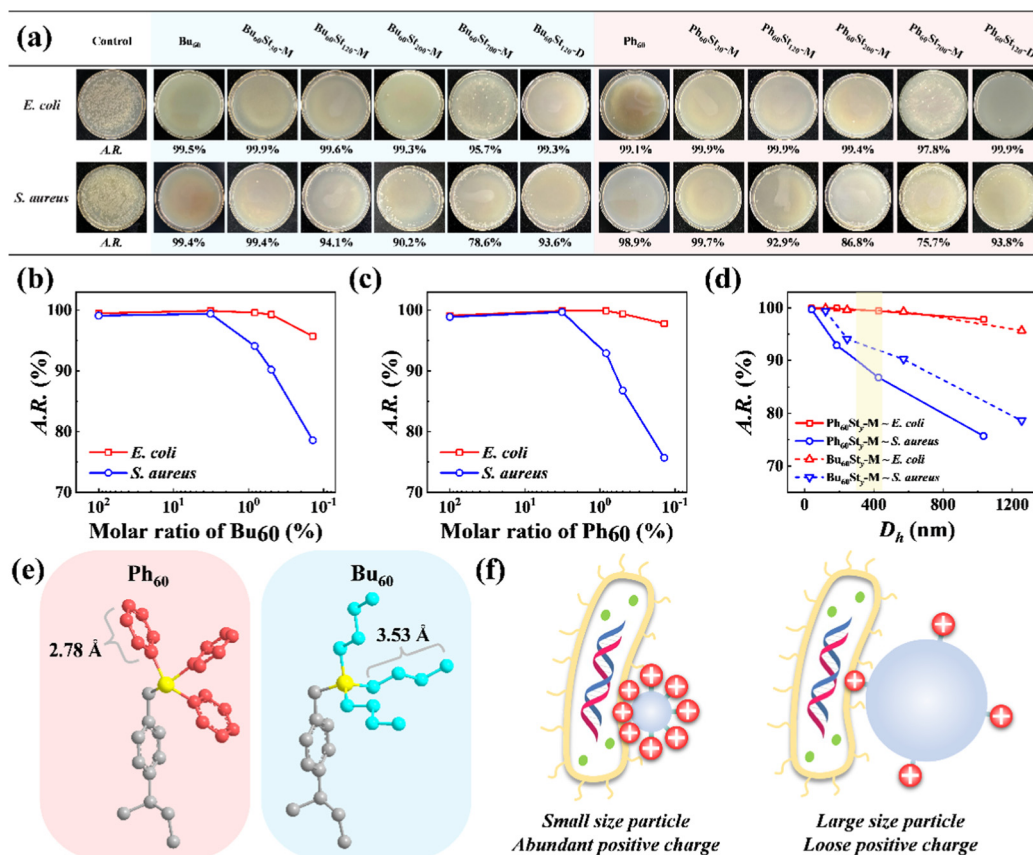 (a)
Control
Bu60
Bu60St30-M
Bu60St120-M
Bu60St200-M
Bu60St700-M
Bu60St120-D
Ph60
Ph60St30-M
Ph60St120-M
Ph60St200-M
Ph60St700-M
Ph60St120-D
E. coli
A.R. 99.5% 99.9% 99.6% 99.3% 95.7% 99.3% 99.1% 99.9% 99.9% 99.4% 97.8% 99.9%
S. aureus
A.R. 99.4% 99.4% 94.1% 90.2% 78.6% 93.6% 98.9% 99.7% 92.9% 86.8% 75.7% 93.8%
(b)
A.R. (%)
100
90
80
70
E. coli
S. aureus
10² 10¹ 10⁰ 10⁻¹
Molar ratio of Bu60 (%)
(c)
A.R. (%)
100
90
80
70
E. coli
S. aureus
10² 10¹ 10⁰ 10⁻¹
Molar ratio of Ph60 (%)
(d)
A.R. (%)
100
90
80
70
Ph60Sty-M ~ E. coli
Ph60Sty-M ~ S. aureus
Bu60Sty-M ~ E. coli
Bu60Sty-M ~ S. aureus
0 400 800 1200
Dh (nm)
(e)
Ph60
2.78 Å
Bu60
3.53 Å
(f)
+ + + + + + + +
+ + + +
Small size particle
Abundant positive charge
Large size particle
Loose positive charge